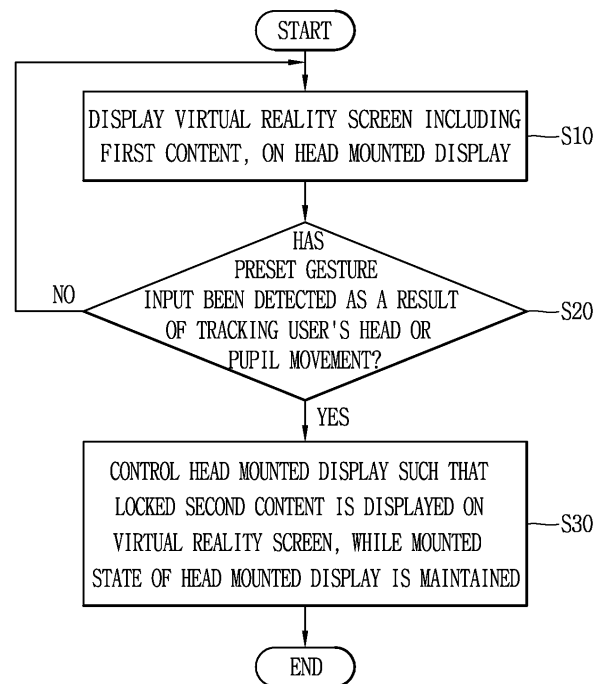 START
DISPLAY VIRTUAL REALITY SCREEN INCLUDING
FIRST CONTENT, ON HEAD MOUNTED DISPLAY
S10
HAS
PRESET GESTURE
INPUT BEEN DETECTED AS A RESULT
OF TRACKING USER'S HEAD OR
PUPIL MOVEMENT?
NO
S20
YES
CONTROL HEAD MOUNTED DISPLAY SUCH THAT
LOCKED SECOND CONTENT IS DISPLAYED ON
VIRTUAL REALITY SCREEN, WHILE MOUNTED
STATE OF HEAD MOUNTED DISPLAY IS MAINTAINED
S30
END